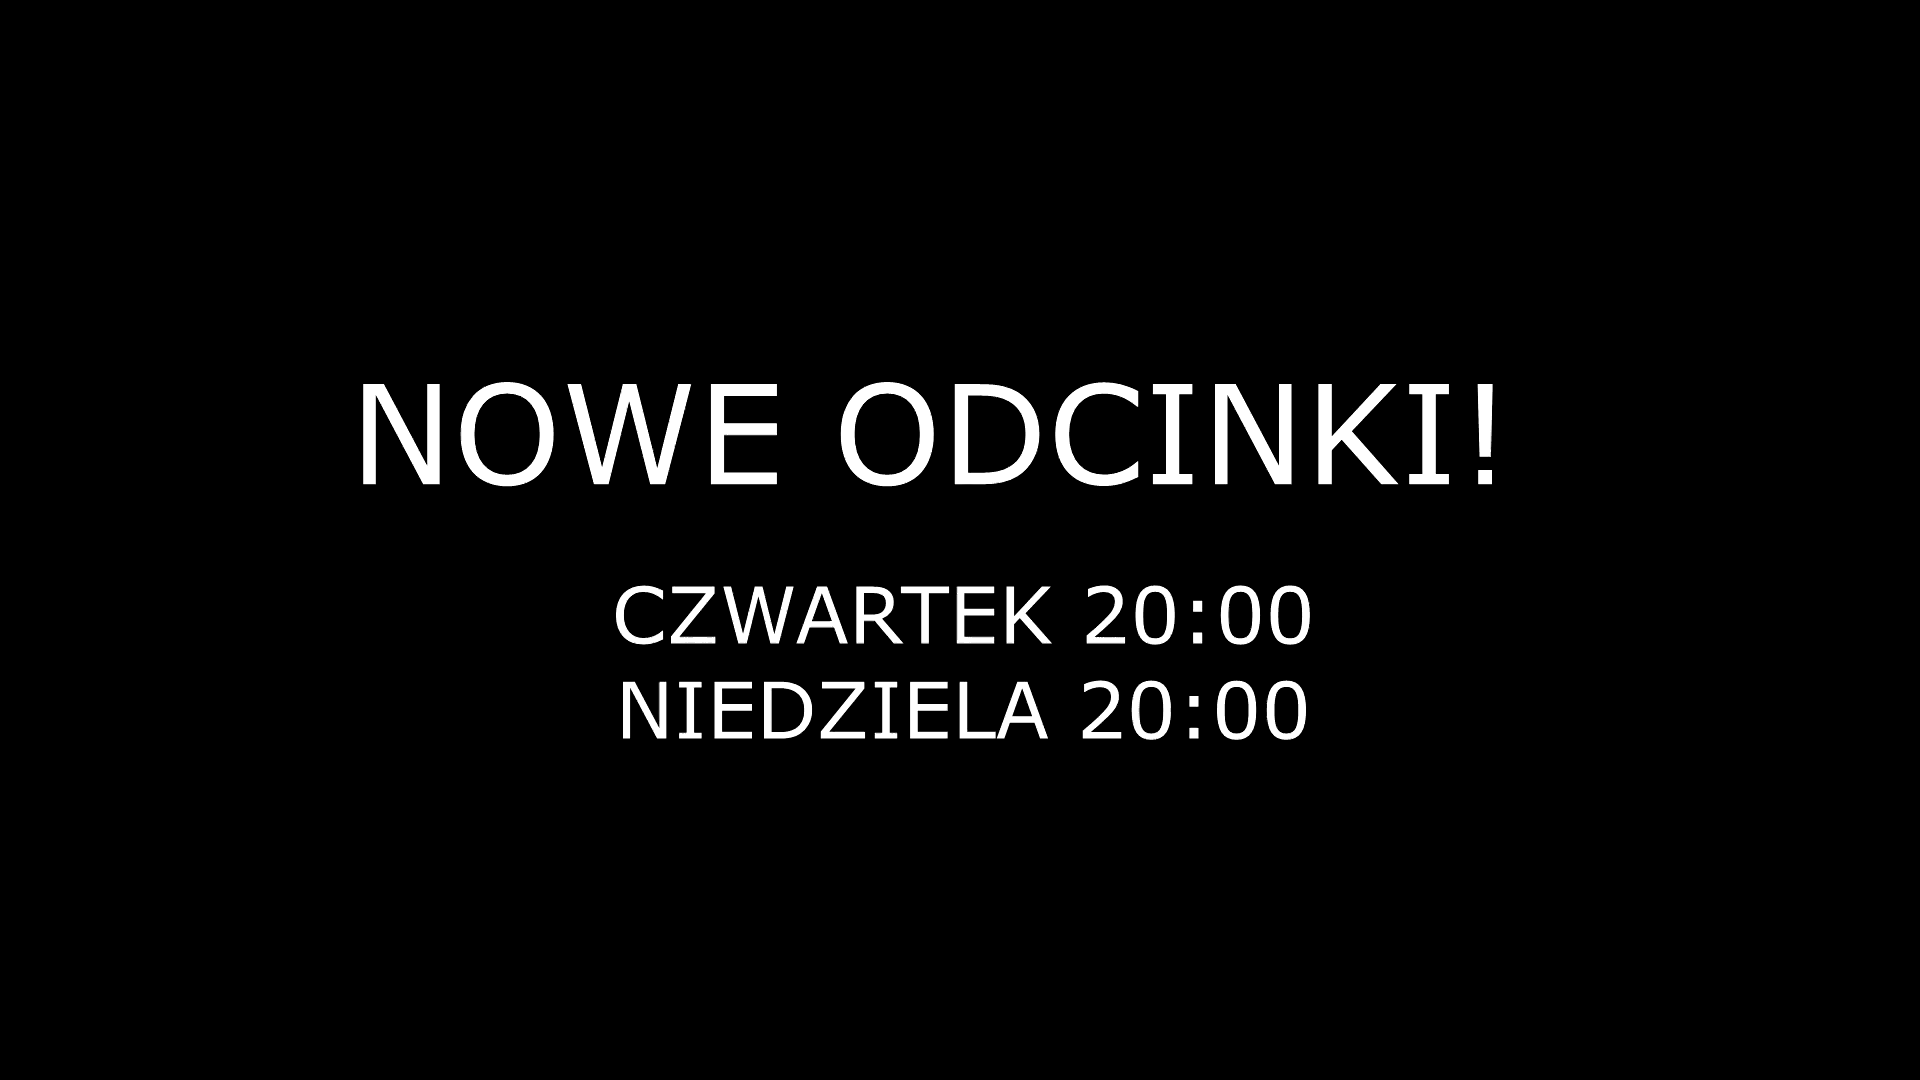 NOWE ODCINKI!
CZWARTEK 20:00
NIEDZIELA 20:00